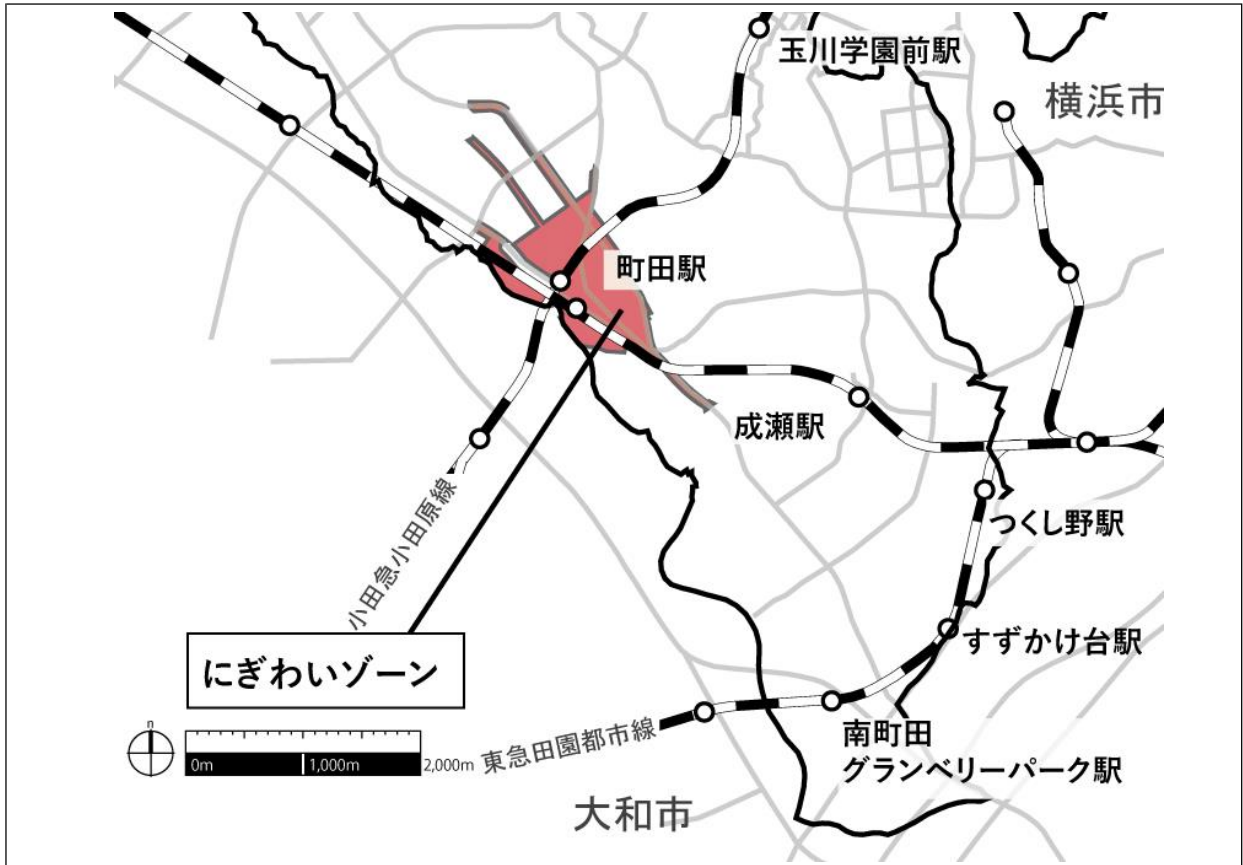 玉川学園前駅
横浜市
町田駅
成瀬駅
小田急小田原線
つくし野駅
すずかけ台駅
にぎわいゾーン
南町田
グランベリーパーク駅
東急田園都市線
n
0m
1,000m
2,000m
大和市